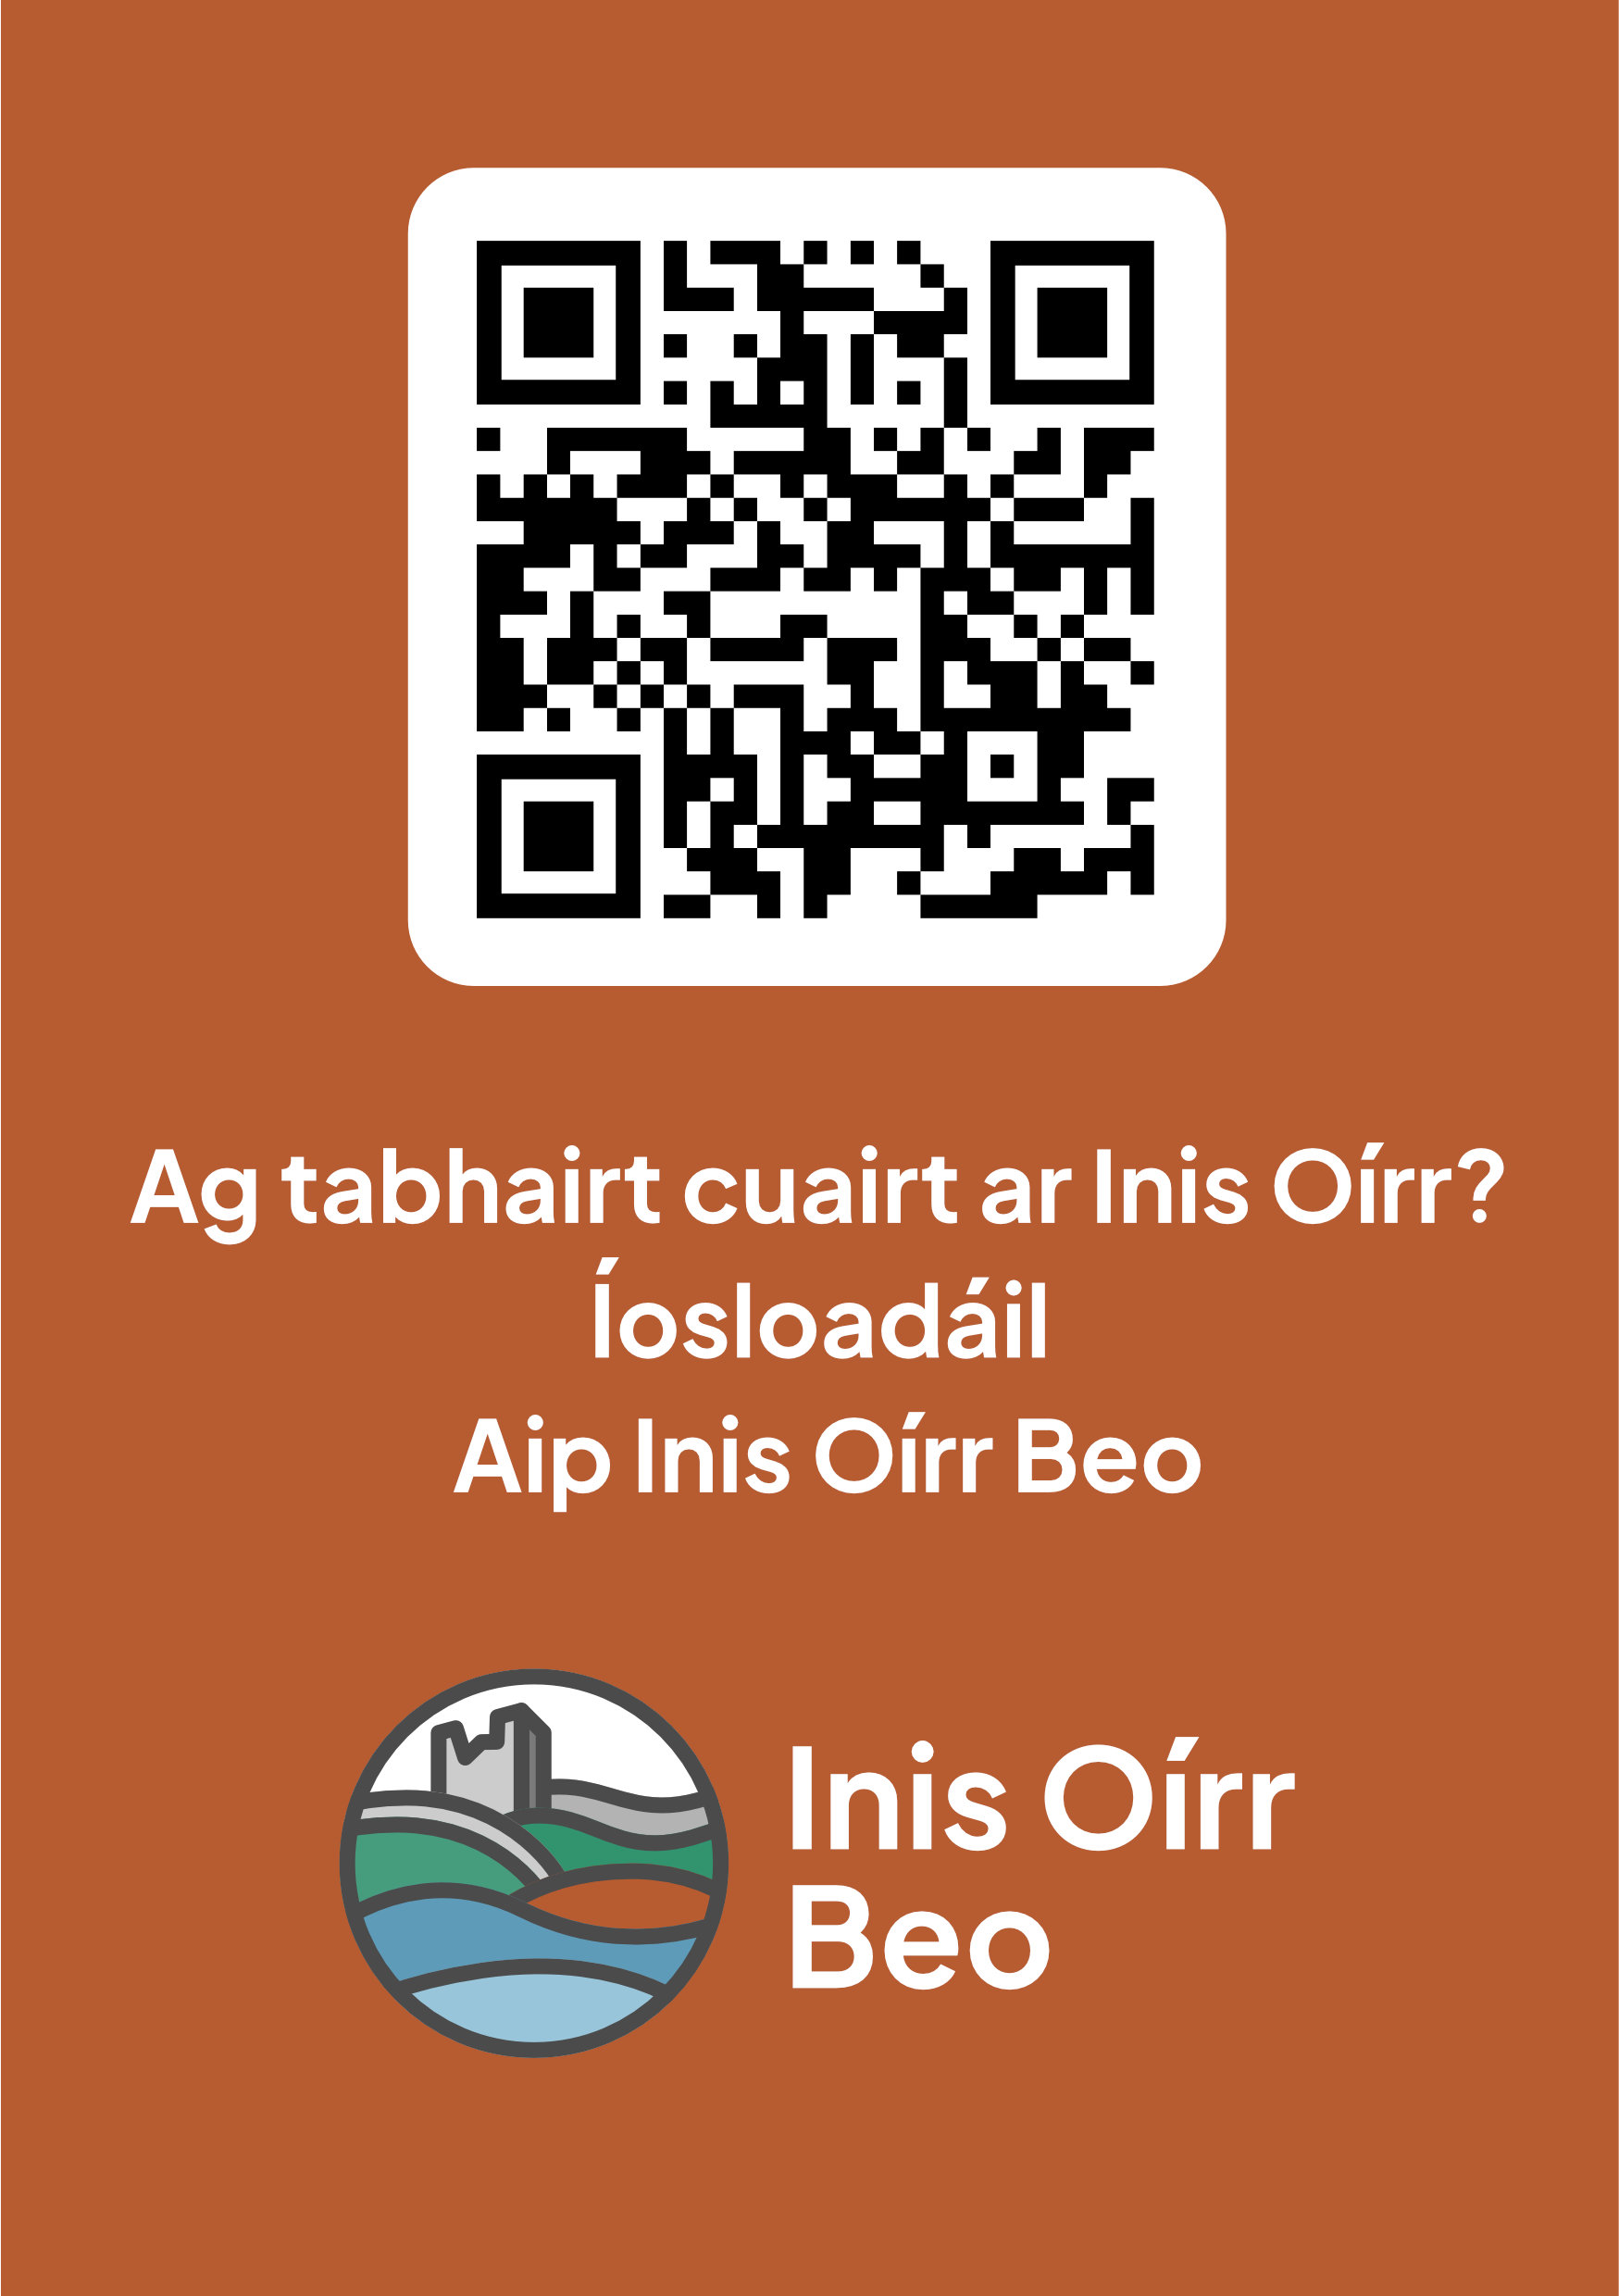 Ag tabhairt cuairt ar Inis Oírr?
Íosloadáil
Aip Inis Oírr Beo
Inis Oírr
Beo